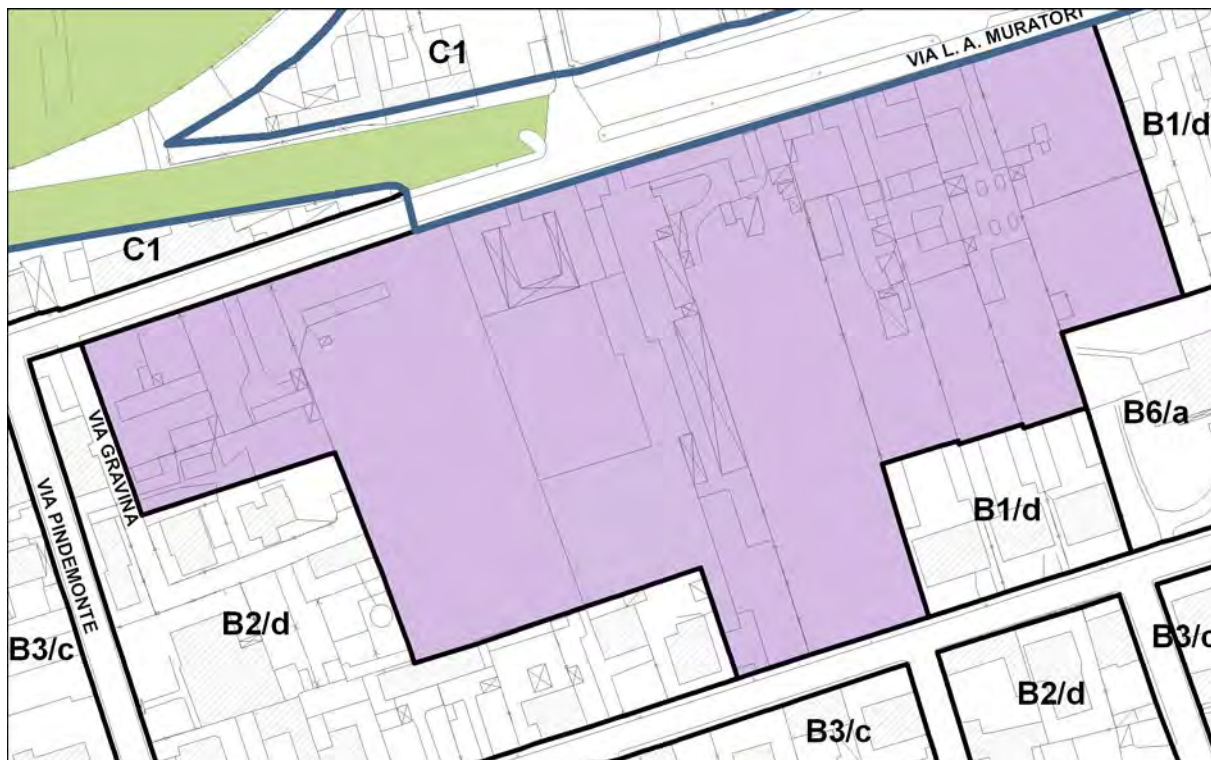 C1
VIA L. A. MURATORI
B1/d
C1
VIA GRAVINA
B6/a
VIA PINDEMONTE
B1/d
B2/d
B3/c
B3/c
B2/d
B3/c